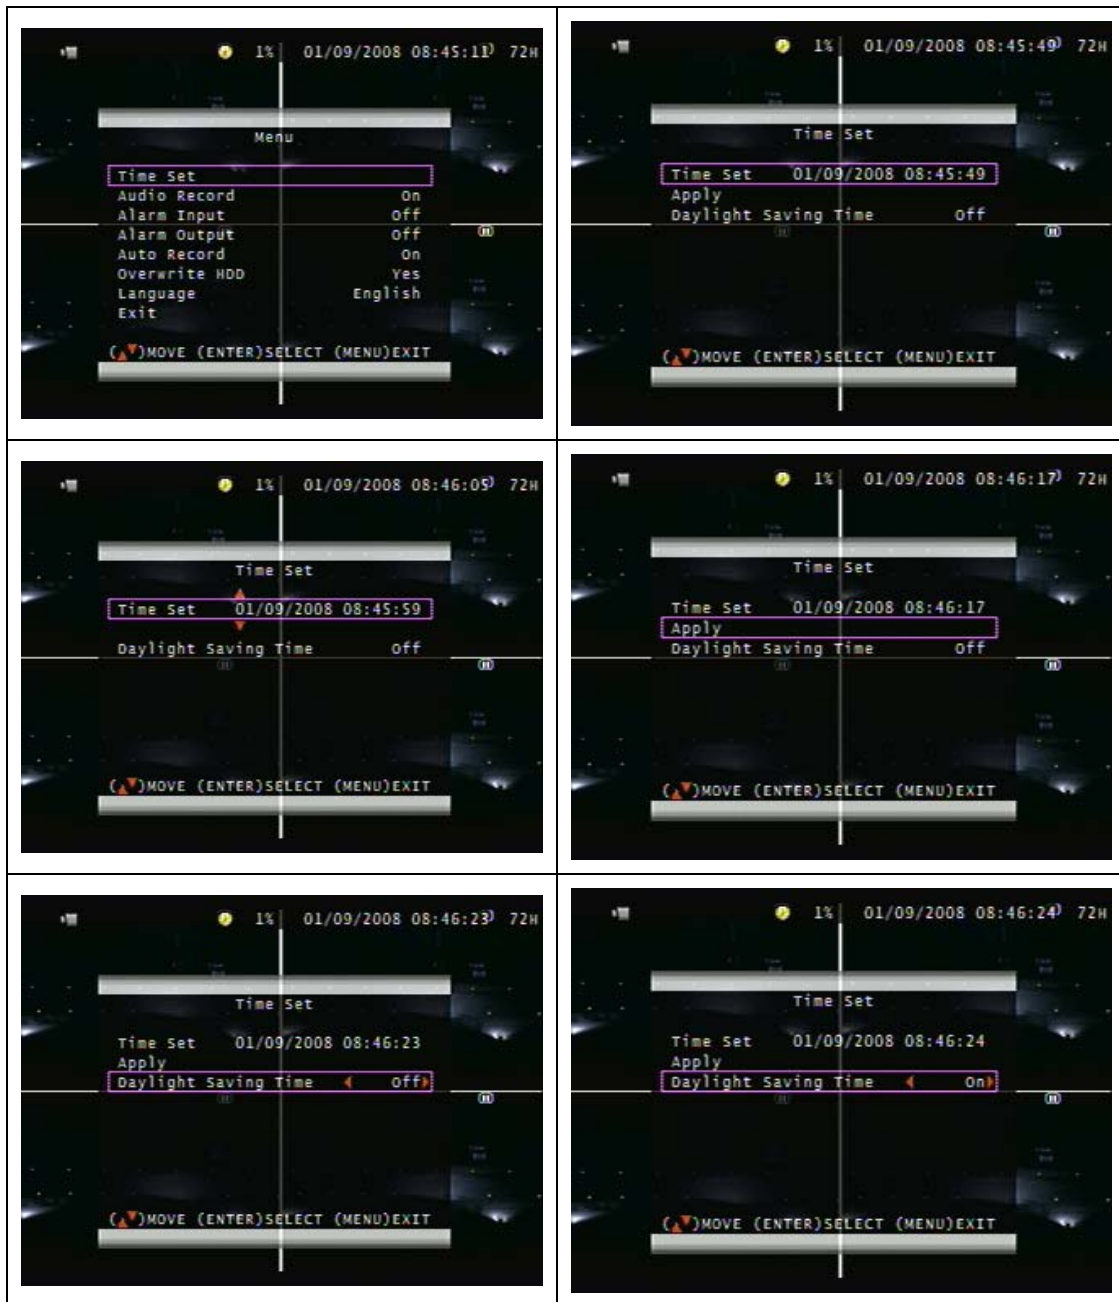 1% 01/09/2008 08:45:11 72H
Menu
Time Set
Audio Record On
Alarm Input Off
Alarm Output Off
Auto Record On
Overwrite HDD Yes
Language English
Exit
()MOVE (ENTER)SELECT (MENU)EXIT
1% 01/09/2008 08:45:49 72H
Time Set
Time Set 01/09/2008 08:45:49
Apply
Daylight Saving Time Off
()MOVE (ENTER)SELECT (MENU)EXIT
1% 01/09/2008 08:46:05 72H
Time Set
Time Set 01/09/2008 08:45:59
Daylight Saving Time Off
()MOVE (ENTER)SELECT (MENU)EXIT
1% 01/09/2008 08:46:17 72H
Time Set
Time Set 01/09/2008 08:46:17
Apply
Daylight Saving Time Off
()MOVE (ENTER)SELECT (MENU)EXIT
1% 01/09/2008 08:46:23 72H
Time Set
Time Set 01/09/2008 08:46:23
Apply
Daylight Saving Time Off
()MOVE (ENTER)SELECT (MENU)EXIT
1% 01/09/2008 08:46:24 72H
Time Set
Time Set 01/09/2008 08:46:24
Apply
Daylight Saving Time On
()MOVE (ENTER)SELECT (MENU)EXIT